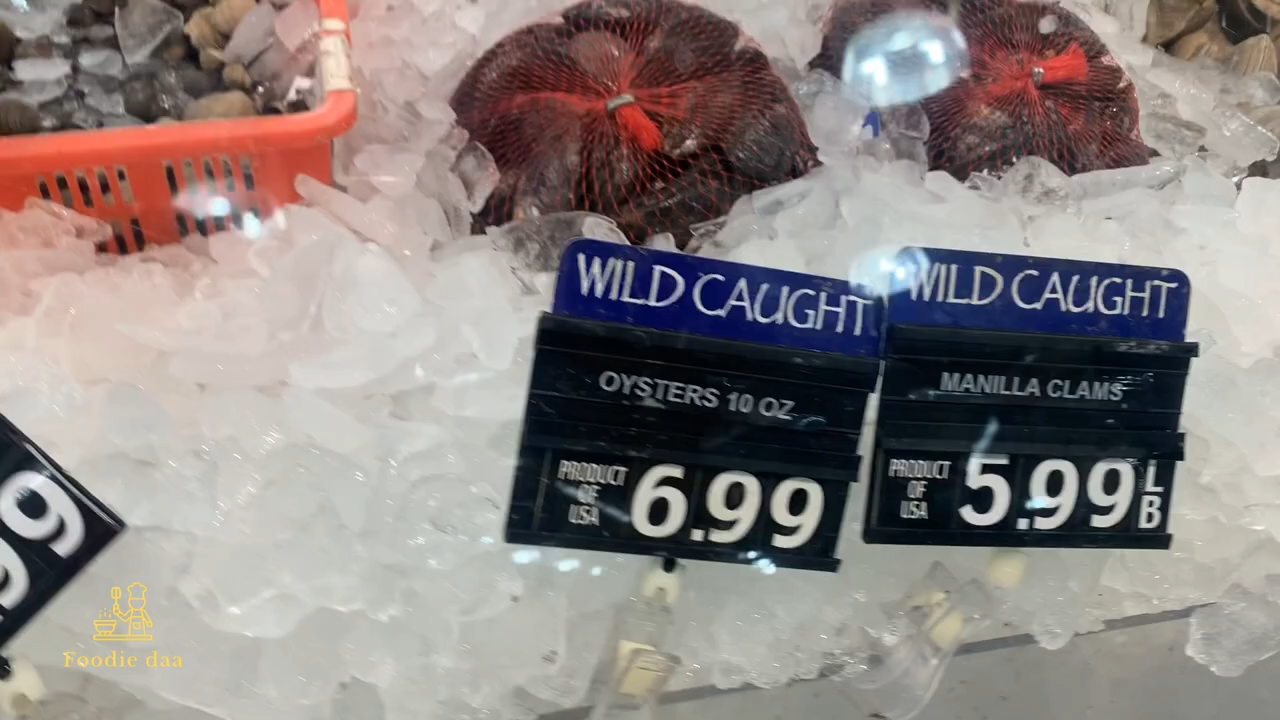 WILD CAUGHT
OYSTERS 10 OZ
PRODUCT
OF
USA
6.99
WILD CAUGHT
MANILLA CLAMS
PRODUCT
OF
USA
5.99
LB
99
Foodie daa